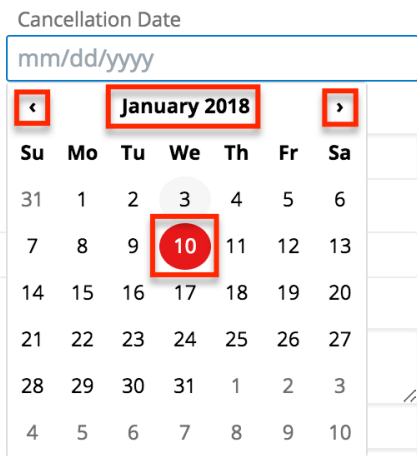 Cancellation Date
mm/dd/yyyy
‹ January 2018 ›
Su Mo Tu We Th Fr Sa
31 1 2 3 4 5 6
7 8 9 10 11 12 13
14 15 16 17 18 19 20
21 22 23 24 25 26 27
28 29 30 31 1 2 3
4 5 6 7 8 9 10